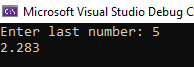 Microsoft Visual Studio Debug C
Enter last number: 5
2.283